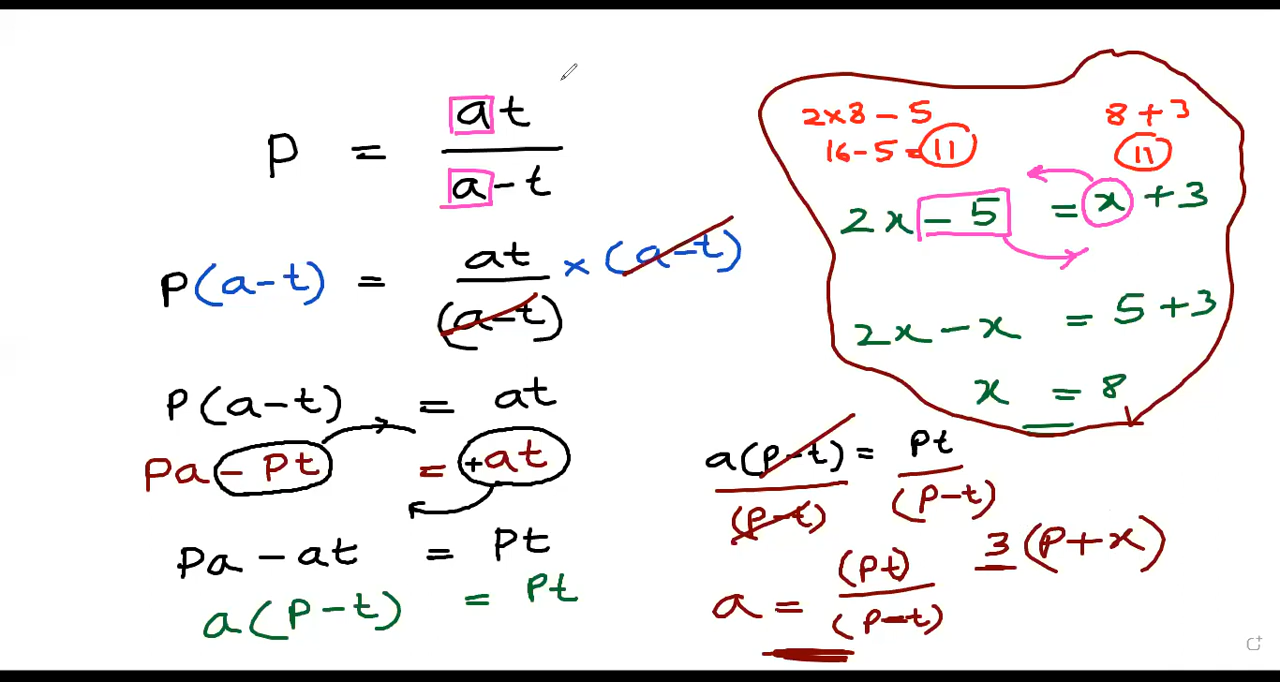 P = at / a-t
P(a-t) = at / (a-t) × (a-t)
P(a-t) = at
Pa - Pt = +at
Pa - at = Pt
a(P-t) = Pt
2×8-5 8+3
16-5=11 11
2x-5 = x+3
2x-x = 5+3
x = 8
a(P-t) / (P-t) = Pt / (P-t)
3(P+x)
a = (Pt) / (P-t)